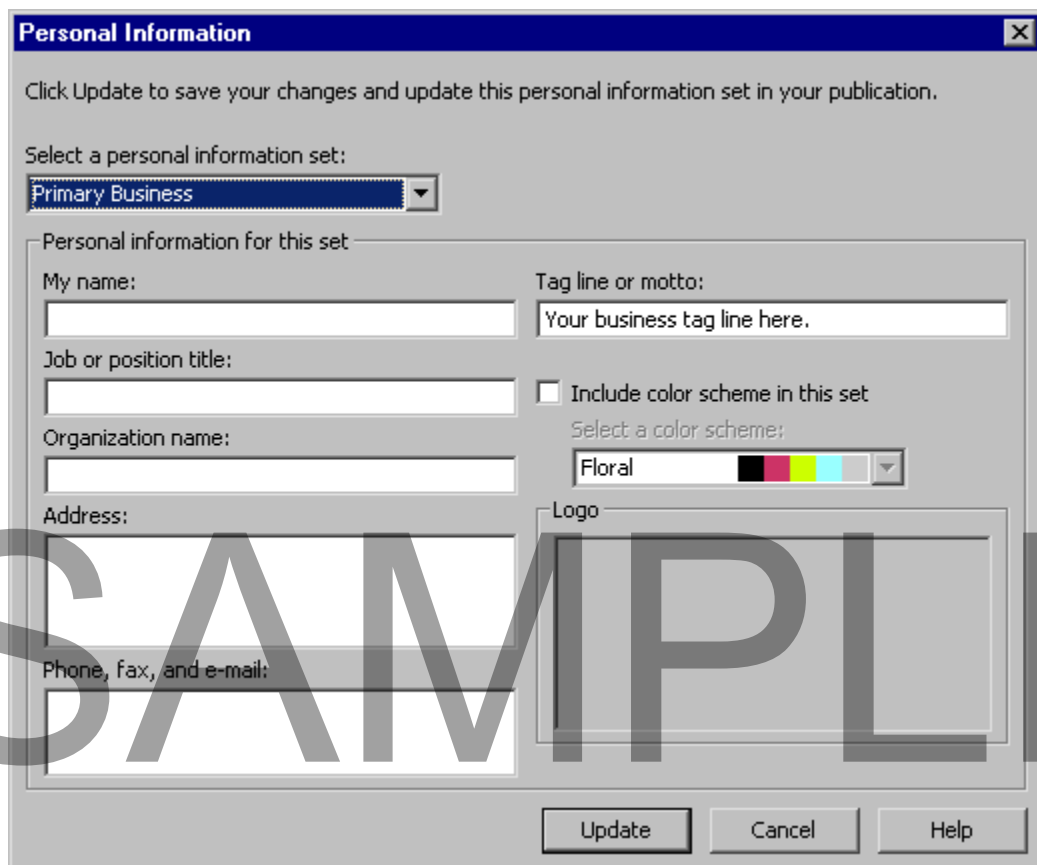 Personal Information
Click Update to save your changes and update this personal information set in your publication.
Select a personal information set:
Primary Business
Personal information for this set
My name:
Tag line or motto:
Your business tag line here.
Job or position title:
Include color scheme in this set
Select a color scheme:
Organization name:
Floral
Address:
Logo
Phone, fax, and e-mail:
SAMPL
Update Cancel Help